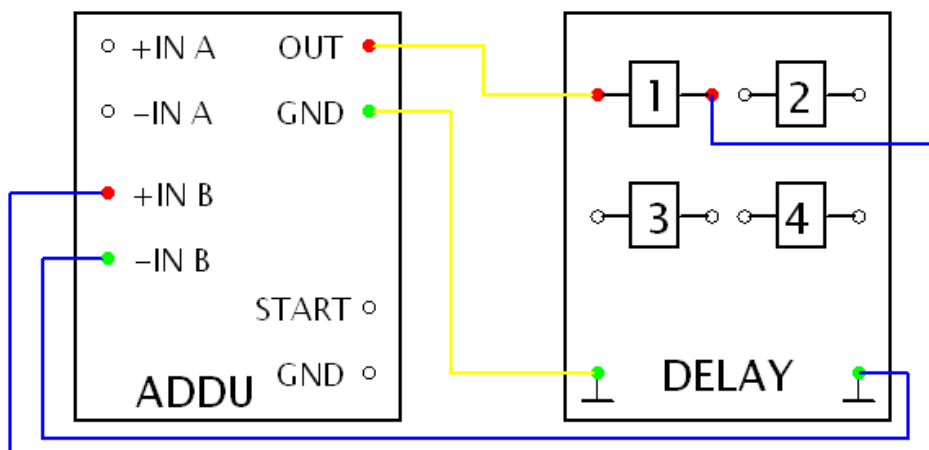 +IN A
OUT
−IN A
GND
+IN B
−IN B
START
GND
ADDU
1
2
3
4
DELAY